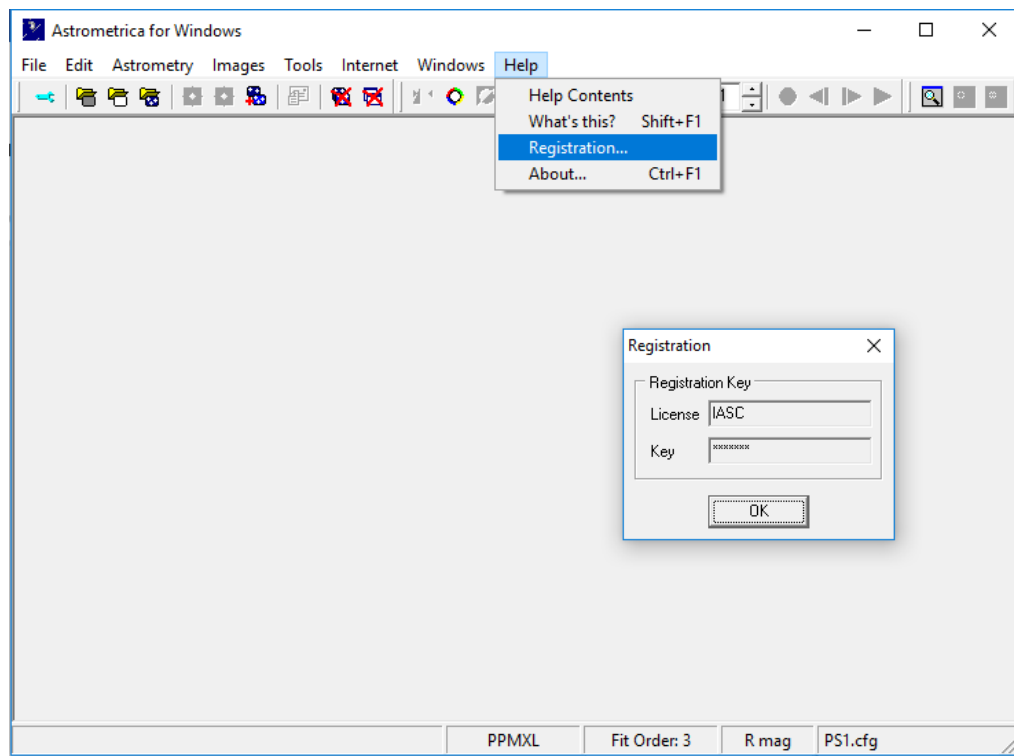 Astrometrica for Windows
File Edit Astrometry Images Tools Internet Windows Help
1
Help Contents
What's this? Shift+F1
Registration...
About... Ctrl+F1
Registration
Registration Key
License IASC
Key *******
OK
PPMXL Fit Order: 3 R mag PS1.cfg